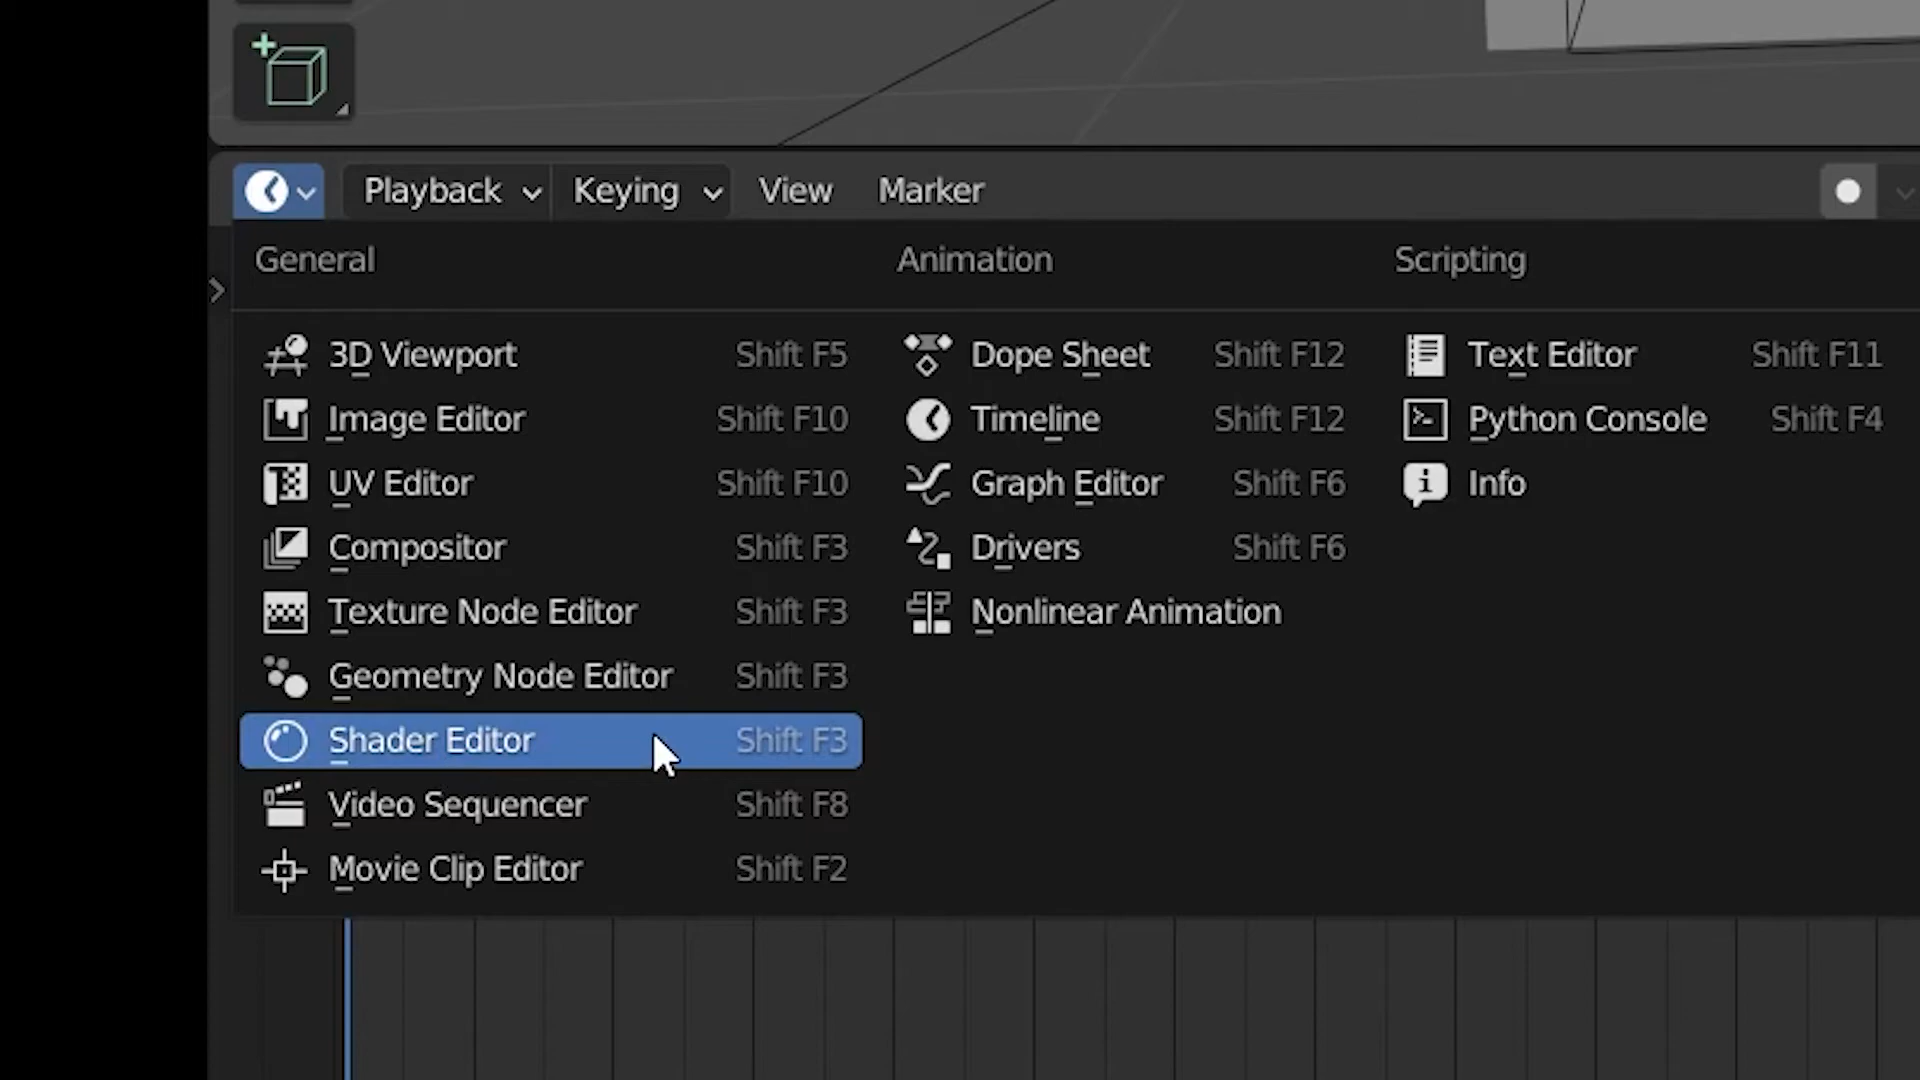 Playback Keying View Marker
General Animation Scripting
3D Viewport Shift F5 Dope Sheet Shift F12 Text Editor Shift F11
Image Editor Shift F10 Timeline Shift F12 Python Console Shift F4
UV Editor Shift F10 Graph Editor Shift F6 Info
Compositor Shift F3 Drivers Shift F6
Texture Node Editor Shift F3 Nonlinear Animation
Geometry Node Editor Shift F3
Shader Editor Shift F3
Video Sequencer Shift F8
Movie Clip Editor Shift F2